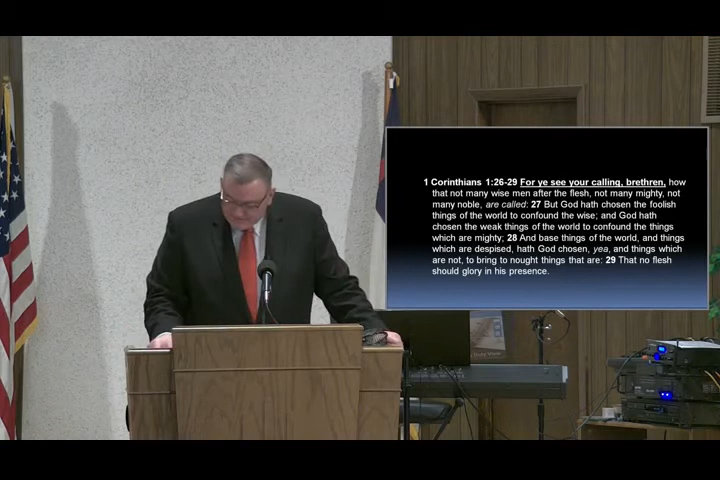 1 Corinthians 1:26-29 For ye see your calling, brethren, how
that not many wise men after the flesh, not many mighty, not
many noble, are called: 27 But God hath chosen the foolish
things of the world to confound the wise; and God hath
chosen the weak things of the world to confound the things
which are mighty; 28 And base things of the world, and things
which are despised, hath God chosen, yea, and things which
are not, to bring to nought things that are: 29 That no flesh
should glory in his presence.